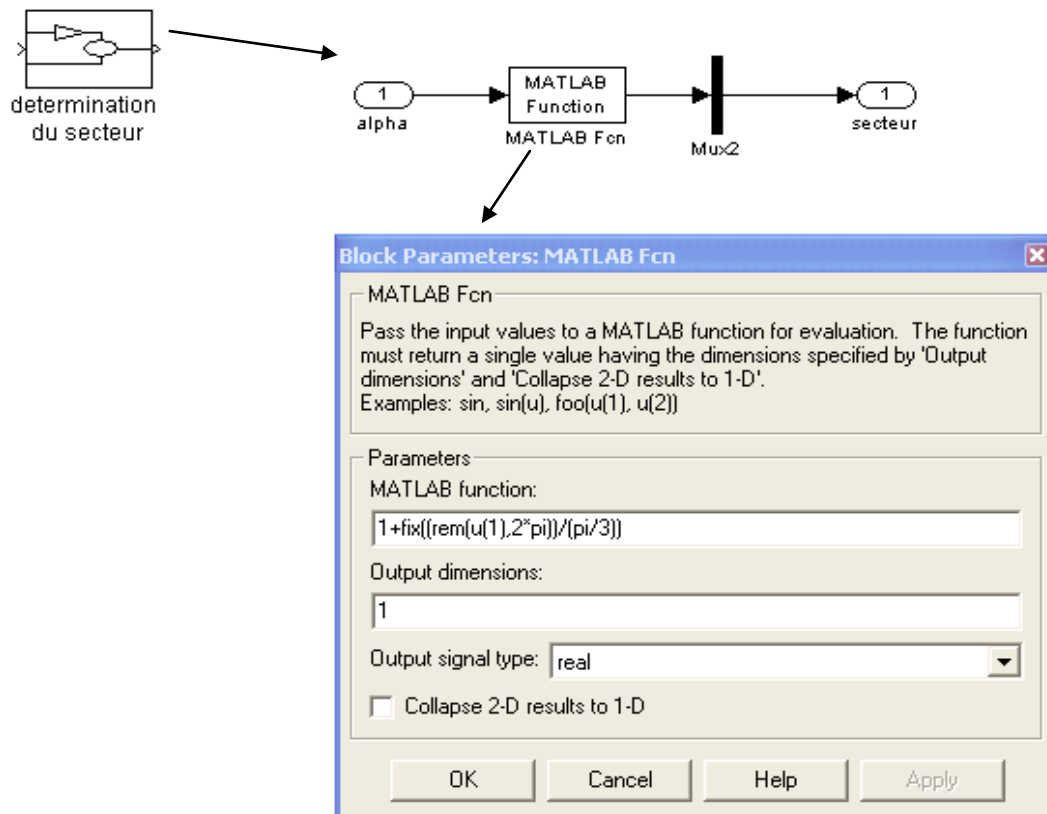 determination
du secteur
1
alpha
MATLAB
Function
MATLAB Fcn
Mux2
1
secteur
Block Parameters: MATLAB Fcn
MATLAB Fcn
Pass the input values to a MATLAB function for evaluation. The function
must return a single value having the dimensions specified by 'Output
dimensions' and 'Collapse 2-D results to 1-D'.
Examples: sin, sin(u), foo(u(1), u(2))
Parameters
MATLAB function:
1+fix((rem(u(1),2*pi))/(pi/3))
Output dimensions:
1
Output signal type: real
Collapse 2-D results to 1-D
OK Cancel Help Apply